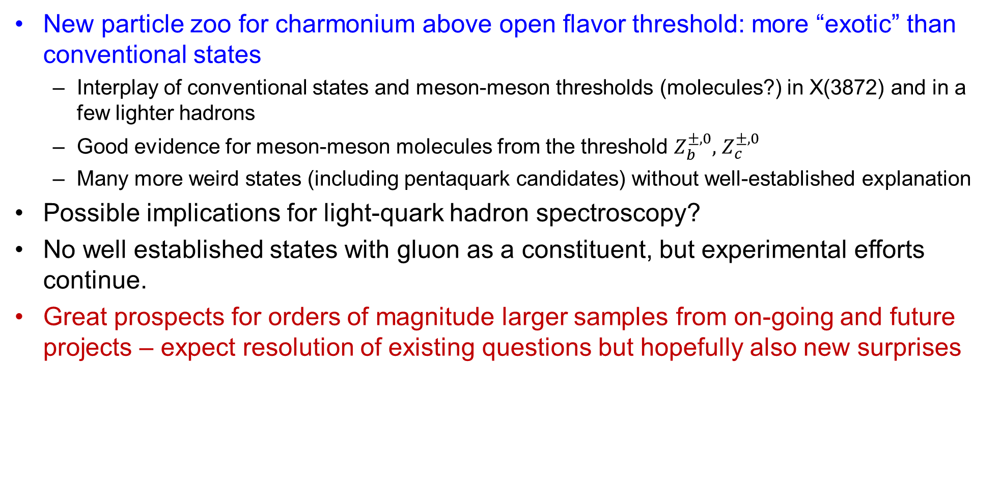 • New particle zoo for charmonium above open flavor threshold: more “exotic” than
conventional states
– Interplay of conventional states and meson-meson thresholds (molecules?) in X(3872) and in a
few lighter hadrons
– Good evidence for meson-meson molecules from the threshold $Z_b^{\pm,0}$, $Z_c^{\pm,0}$
– Many more weird states (including pentaquark candidates) without well-established explanation
• Possible implications for light-quark hadron spectroscopy?
• No well established states with gluon as a constituent, but experimental efforts
continue.
• Great prospects for orders of magnitude larger samples from on-going and future
projects – expect resolution of existing questions but hopefully also new surprises